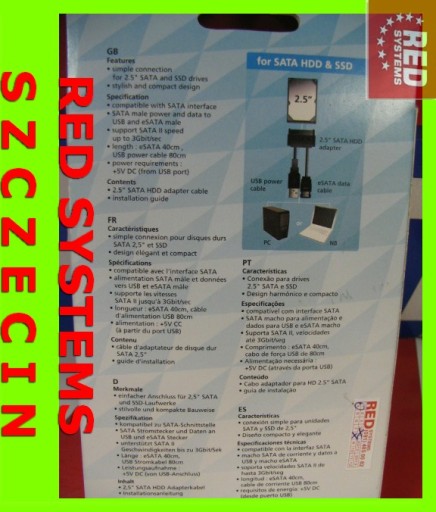 SZCZECIN
RED SYSTEMS
RED
SYSTEMS
GB
Features
• simple connection
for 2.5" SATA and SSD drives
• stylish and compact design
Specification
• compatible with SATA interface
• SATA male power and data to
USB and eSATA male
• support SATA II speed
up to 3Gbit/sec
• length : eSATA 40cm,
USB power cable 80cm
• power requirements :
+5V DC (from USB port)
Contents
• 2.5" SATA HDD adapter cable
• installation guide
for SATA HDD & SSD
2.5"
2.5" SATA HDD
adapter
USB power
cable
eSATA data
cable
PC
NB
FR
Caractéristiques
• simple connexion pour disques durs
SATA 2,5" et SSD
• design élégant et compact
Spécifications
• compatible avec l'interface SATA
• alimentation SATA mâle et données
vers USB et eSATA mâle
• supporte les vitesses
SATA II jusqu'à 3Gbit/sec
• longueur : eSATA 40cm, câble
d'alimentation USB 80cm
• alimentation : +5V CC
(à partir du port USB)
Contenu
• câble d'adaptateur de disque dur
SATA 2,5"
• guide d'installation
PT
Características
• Conexão para drives
2.5" SATA e SSD
• Design harmónico e compacto
Especificações
• compatível com interface SATA
• SATA macho para alimentação e
dados para USB e eSATA macho
• Suporta SATA II, velocidades
até 3Gbit/sig
• Comprimento : eSATA 40cm,
cabo de força USB de 80cm
• Alimentação necessária :
+5V DC (através da porta USB)
Conteúdo
• Cabo adaptador para HD 2.5" SATA
• guia de instalação
D
Merkmale
• einfacher Anschluss für 2,5" SATA
und SSD-Laufwerke
• stilvolle und kompakte Bauweise
Spezifikation
• kompatibel zu SATA-Schnittstelle
• SATA Stromstecker und Daten an
USB und eSATA Stecker
• unterstützt SATA II
Geschwindigkeiten bis zu 3Gbit/Sek
• Länge : eSATA 40cm,
USB Stromkabel 80cm
• Leistungsaufnahme :
+5V DC (von USB-Anschluss)
Inhalt
• 2,5" SATA HDD Adapterkabel
• Installationsanleitung
ES
Características
• conexión simple para unidades
SATA y SSD de 2.5"
• Diseño compacto y elegante
Especificaciones técnicas
• compatible con la interfaz SATA
• macho SATA de corriente y datos a
USB y macho eSATA
• soporta velocidades SATA II de
hasta 3Gbit/seg
• longitud : eSATA 40cm,
cable de corriente USB 80cm
• requisitos de energía: +5V DC
(desde puerto USB)
RED